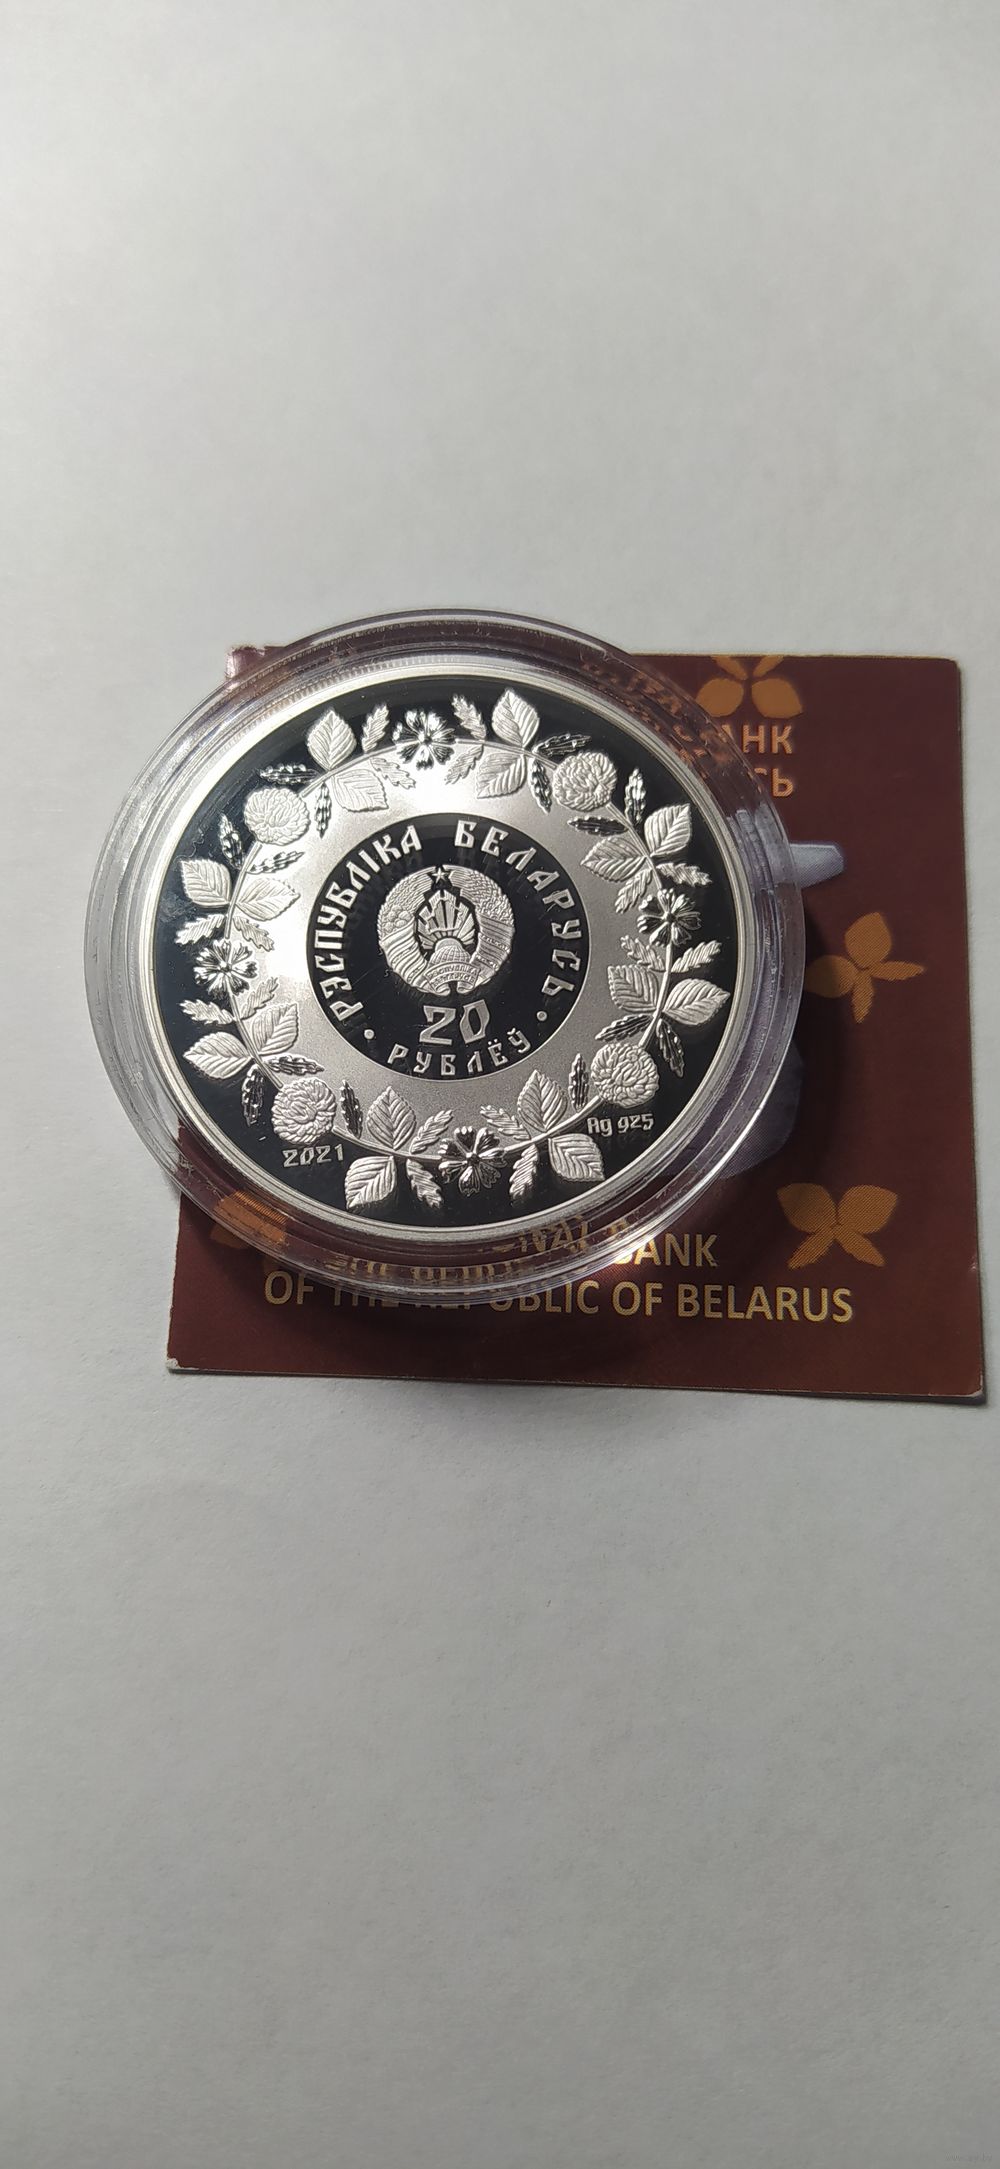 РЭСПУБЛІКА БЕЛАРУСЬ
20
РУБЛЁЎ
2021
Ag 925
BANK
OF THE REPUBLIC OF BELARUS